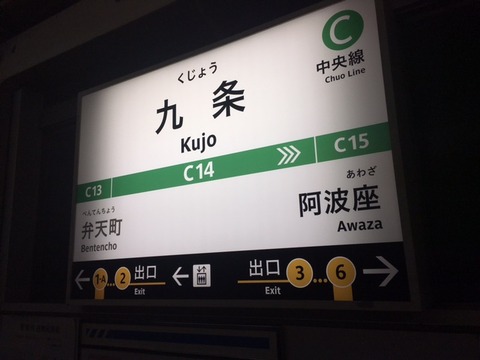 C
中央線
Chuo Line
くじょう
九条
Kujo
C13
C14
C15
べんてんちょう
弁天町
Bentencho
あわざ
阿波座
Awaza
1-A…2 出口
Exit
出口 3…6
Exit